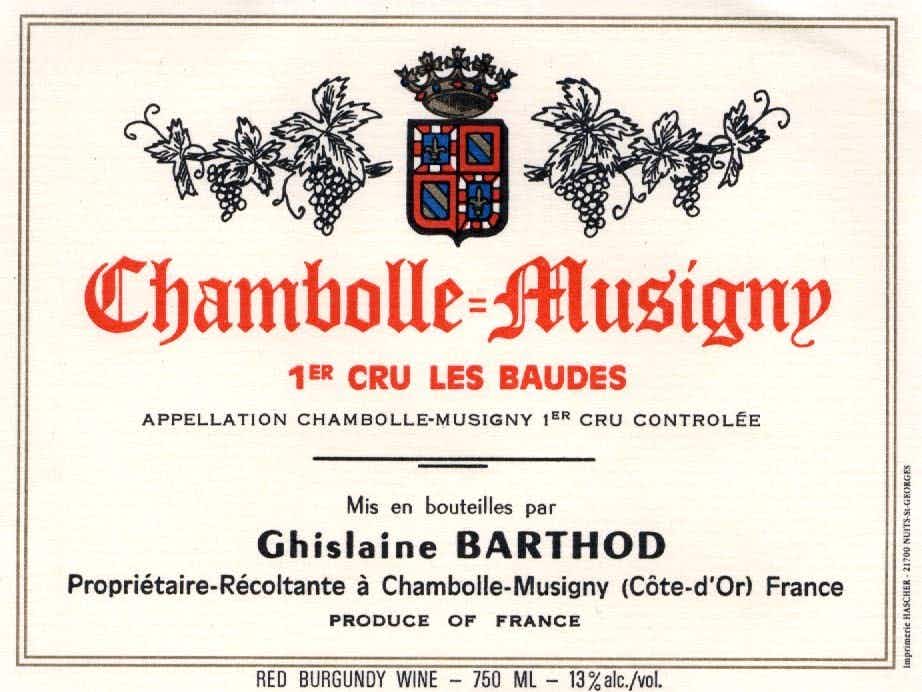 Chambolle=Musigny
1ER CRU LES BAUDES
APPELLATION CHAMBOLLE-MUSIGNY 1ER CRU CONTROLÉE
Mis en bouteilles par
Ghislaine BARTHOD
Propriétaire-Récoltante à Chambolle-Musigny (Côte-d'Or) France
PRODUCE OF FRANCE
RED BURGUNDY WINE – 750 ML – 13% alc./vol.
Imprimerie HASCHER - 21700 NUITS-St-GEORGES